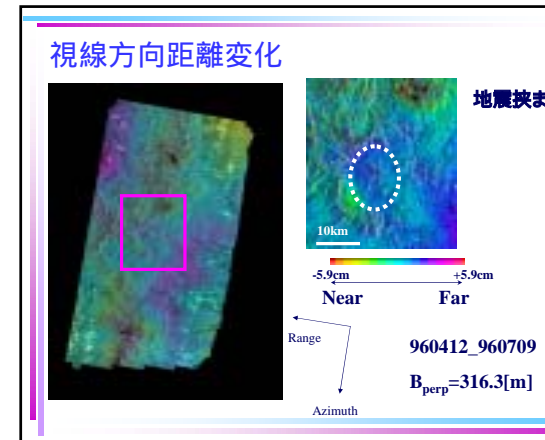 視線方向距離変化
地震挟ま
10km
-5.9cm +5.9cm
Near Far
Range
Azimuth
960412_960709
Bperp=316.3[m]